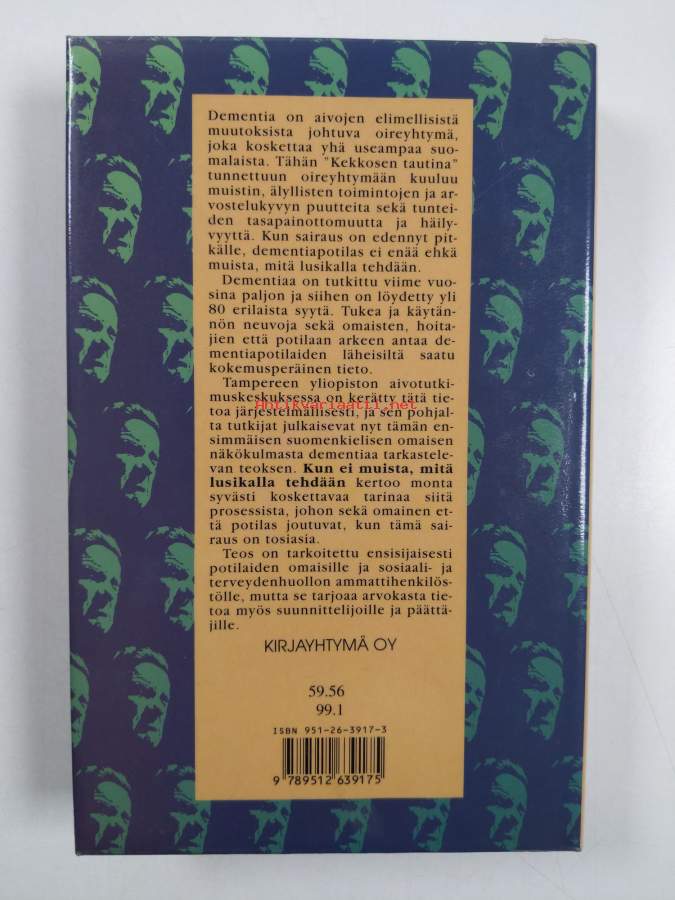 Dementia on aivojen elimellisistä
muutoksista johtuva oireyhtymä,
joka koskettaa yhä useampaa suo-
malaista. Tähän "Kekkosen tautina"
tunnettuun oireyhtymään kuuluu
muistin, älyllisten toimintojen ja ar-
vostelukyvyn puutteita sekä tuntei-
den tasapainottomuutta ja häily-
vyyttä. Kun sairaus on edennyt pit-
källe, dementiapotilas ei enää ehkä
muista, mitä lusikalla tehdään.
Dementiaa on tutkittu viime vuo-
sina paljon ja siihen on löydetty yli
80 erilaista syytä. Tukea ja käytän-
nön neuvoja sekä omaisten, hoita-
jien että potilaan arkeen antaa de-
mentiapotilaiden läheisiltä saatu
kokemusperäinen tieto.
Tampereen yliopiston aivotutki-
muskeskuksessa on kerätty tätä tie-
Antikvariaatit.net
toa järjestelmällisesti, ja sen pohjal-
ta tutkijat julkaisevat nyt tämän en-
simmäisen suomenkielisen omaisen
näkökulmasta dementiaa tarkastele-
van teoksen. Kun ei muista, mitä
lusikalla tehdään kertoo monta
syvästi koskettavaa tarinaa siitä
prosessista, johon sekä omainen et-
tä potilas joutuvat, kun tämä sai-
raus on tosiasia.
Teos on tarkoitettu ensisijaisesti
potilaiden omaisille ja sosiaali- ja
terveydenhuollon ammattihenkilös-
tölle, mutta se tarjoaa arvokasta tie-
toa myös suunnittelijoille ja päättä-
jille.
KIRJAYHTYMÄ OY
59.56
99.1
ISBN 951-26-3917-3
9 789512 639175